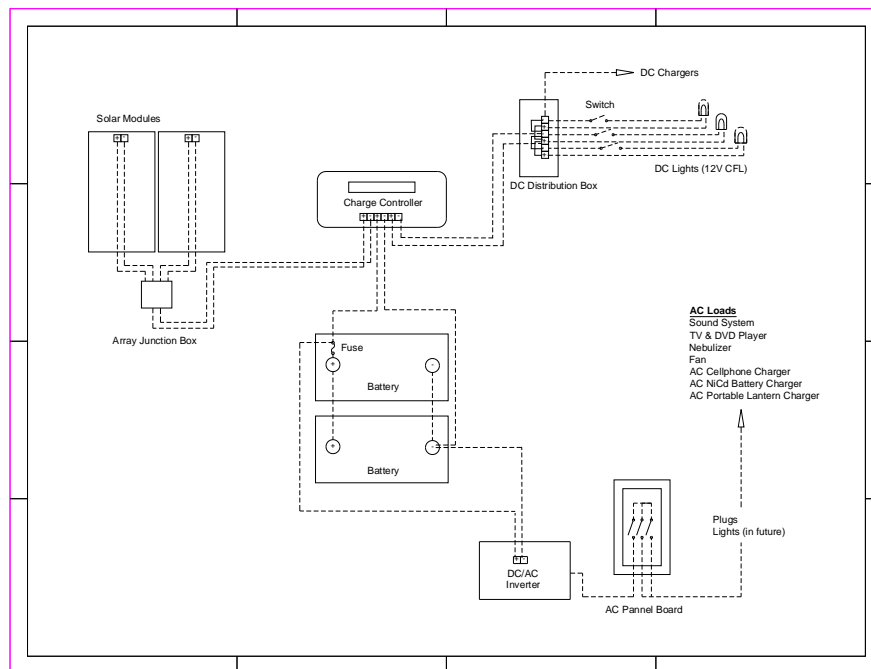 DC Chargers
Switch
Solar Modules
+ -
+ -
DC Lights (12V CFL)
DC Distribution Box
Charge Controller
+ - + - + -
Array Junction Box
Fuse
+ -
Battery
+ -
Battery
AC Loads
Sound System
TV & DVD Player
Nebulizer
Fan
AC Cellphone Charger
AC NiCd Battery Charger
AC Portable Lantern Charger
Plugs
Lights (in future)
+ -
DC/AC
Inverter
AC Pannel Board